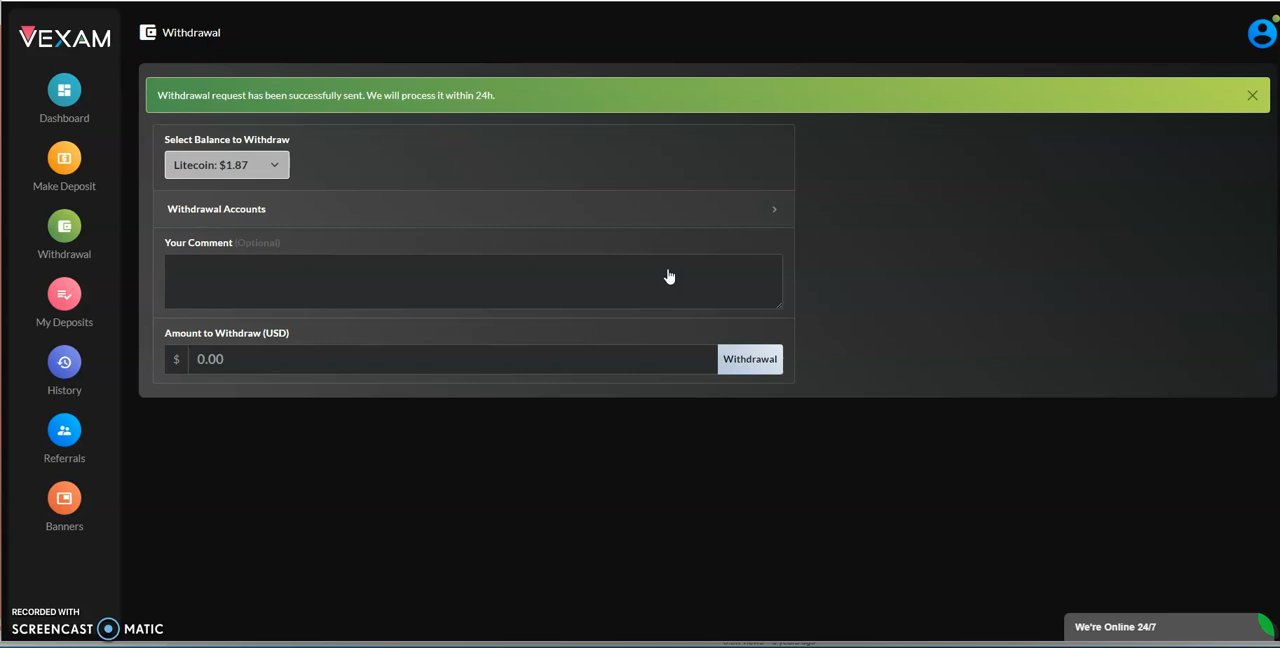 VEXAM
Withdrawal
Withdrawal request has been successfully sent. We will process it within 24h.
Dashboard
Make Deposit
Withdrawal
My Deposits
History
Referrals
Banners
Select Balance to Withdraw
Litecoin: $1.87
Withdrawal Accounts
Your Comment (Optional)
Amount to Withdraw (USD)
$ 0.00 Withdrawal
RECORDED WITH
SCREENCAST MATIC
We're Online 24/7